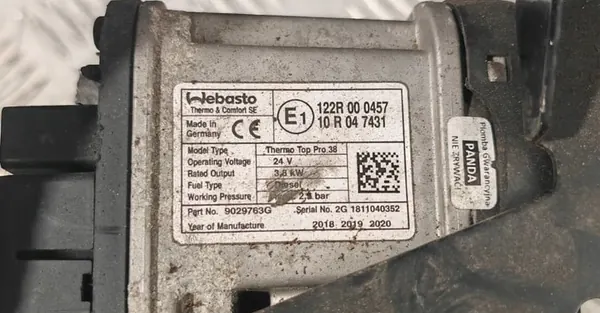 Webasto
Thermo & Comfort SE
Made in
Germany
CE
E1
122R 00 0457
10 R 04 7431
Model Type Thermo Top Pro 38
Operating Voltage 24 V
Rated Output 3,8 kW
Fuel Type Diesel
Working Pressure bar
Part No. 9029763G Serial No. 2G 1811040352
Year of Manufacture 2018 2019 2020
Plomba Gwarancyjna
PANDA
NIE ZRYWAĆ!